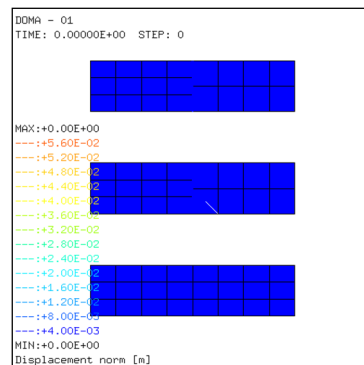 DOMA - 01
TIME: 0.00000E+00 STEP: 0
MAX:+0.00E+00
---:+5.60E-02
---:+5.20E-02
---:+4.80E-02
---:+4.40E-02
---:+4.00E-02
---:+3.60E-02
---:+3.20E-02
---:+2.80E-02
---:+2.40E-02
---:+2.00E-02
---:+1.60E-02
---:+1.20E-02
---:+8.00E-03
---:+4.00E-03
MIN:+0.00E+00
Displacement norm [m]